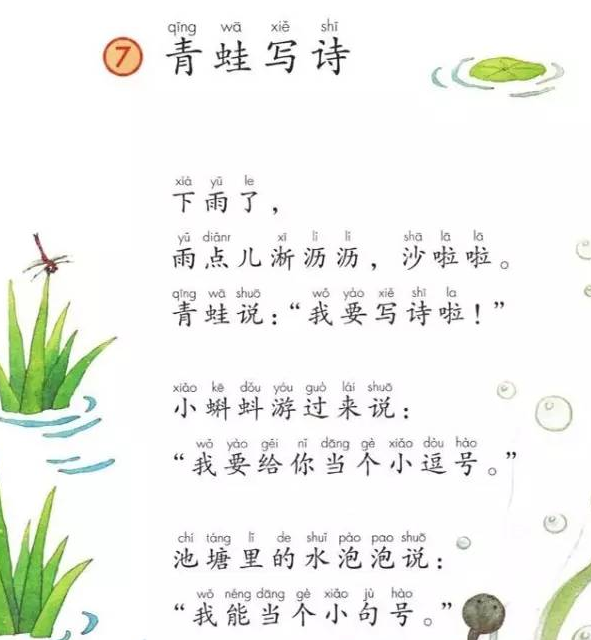 qīng wā xiě shī
7 青蛙写诗
xià yǔ le
下雨了，
yǔ diǎnr xī lì lì shā lā lā
雨点儿淅沥沥，沙啦啦。
qīng wā shuō wǒ yào xiě shī la
青蛙说：“我要写诗啦！”
xiǎo kē dǒu yóu guò lái shuō
小蝌蚪游过来说：
wǒ yào gěi nǐ dāng gè xiǎo dòu hào
“我要给你当个小逗号。”
chí táng lǐ de shuǐ pào pao shuō
池塘里的水泡泡说：
wǒ néng dāng gè xiǎo jù hào
“我能当个小句号。”